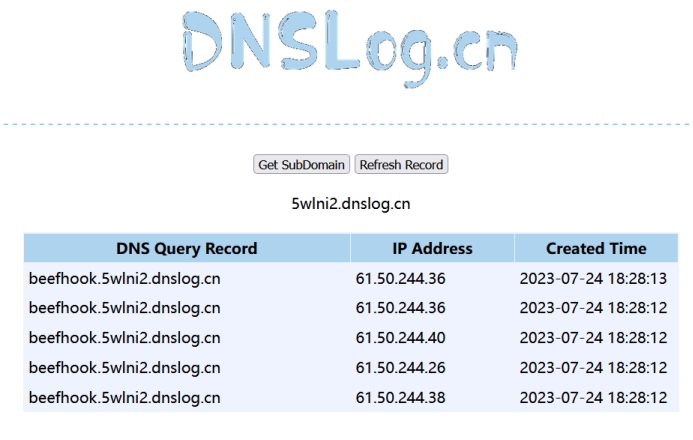 DNSLog.cn
Get SubDomain Refresh Record
5wlni2.dnslog.cn
DNS Query Record IP Address Created Time
beefhook.5wlni2.dnslog.cn 61.50.244.36 2023-07-24 18:28:13
beefhook.5wlni2.dnslog.cn 61.50.244.36 2023-07-24 18:28:12
beefhook.5wlni2.dnslog.cn 61.50.244.40 2023-07-24 18:28:12
beefhook.5wlni2.dnslog.cn 61.50.244.26 2023-07-24 18:28:12
beefhook.5wlni2.dnslog.cn 61.50.244.38 2023-07-24 18:28:12